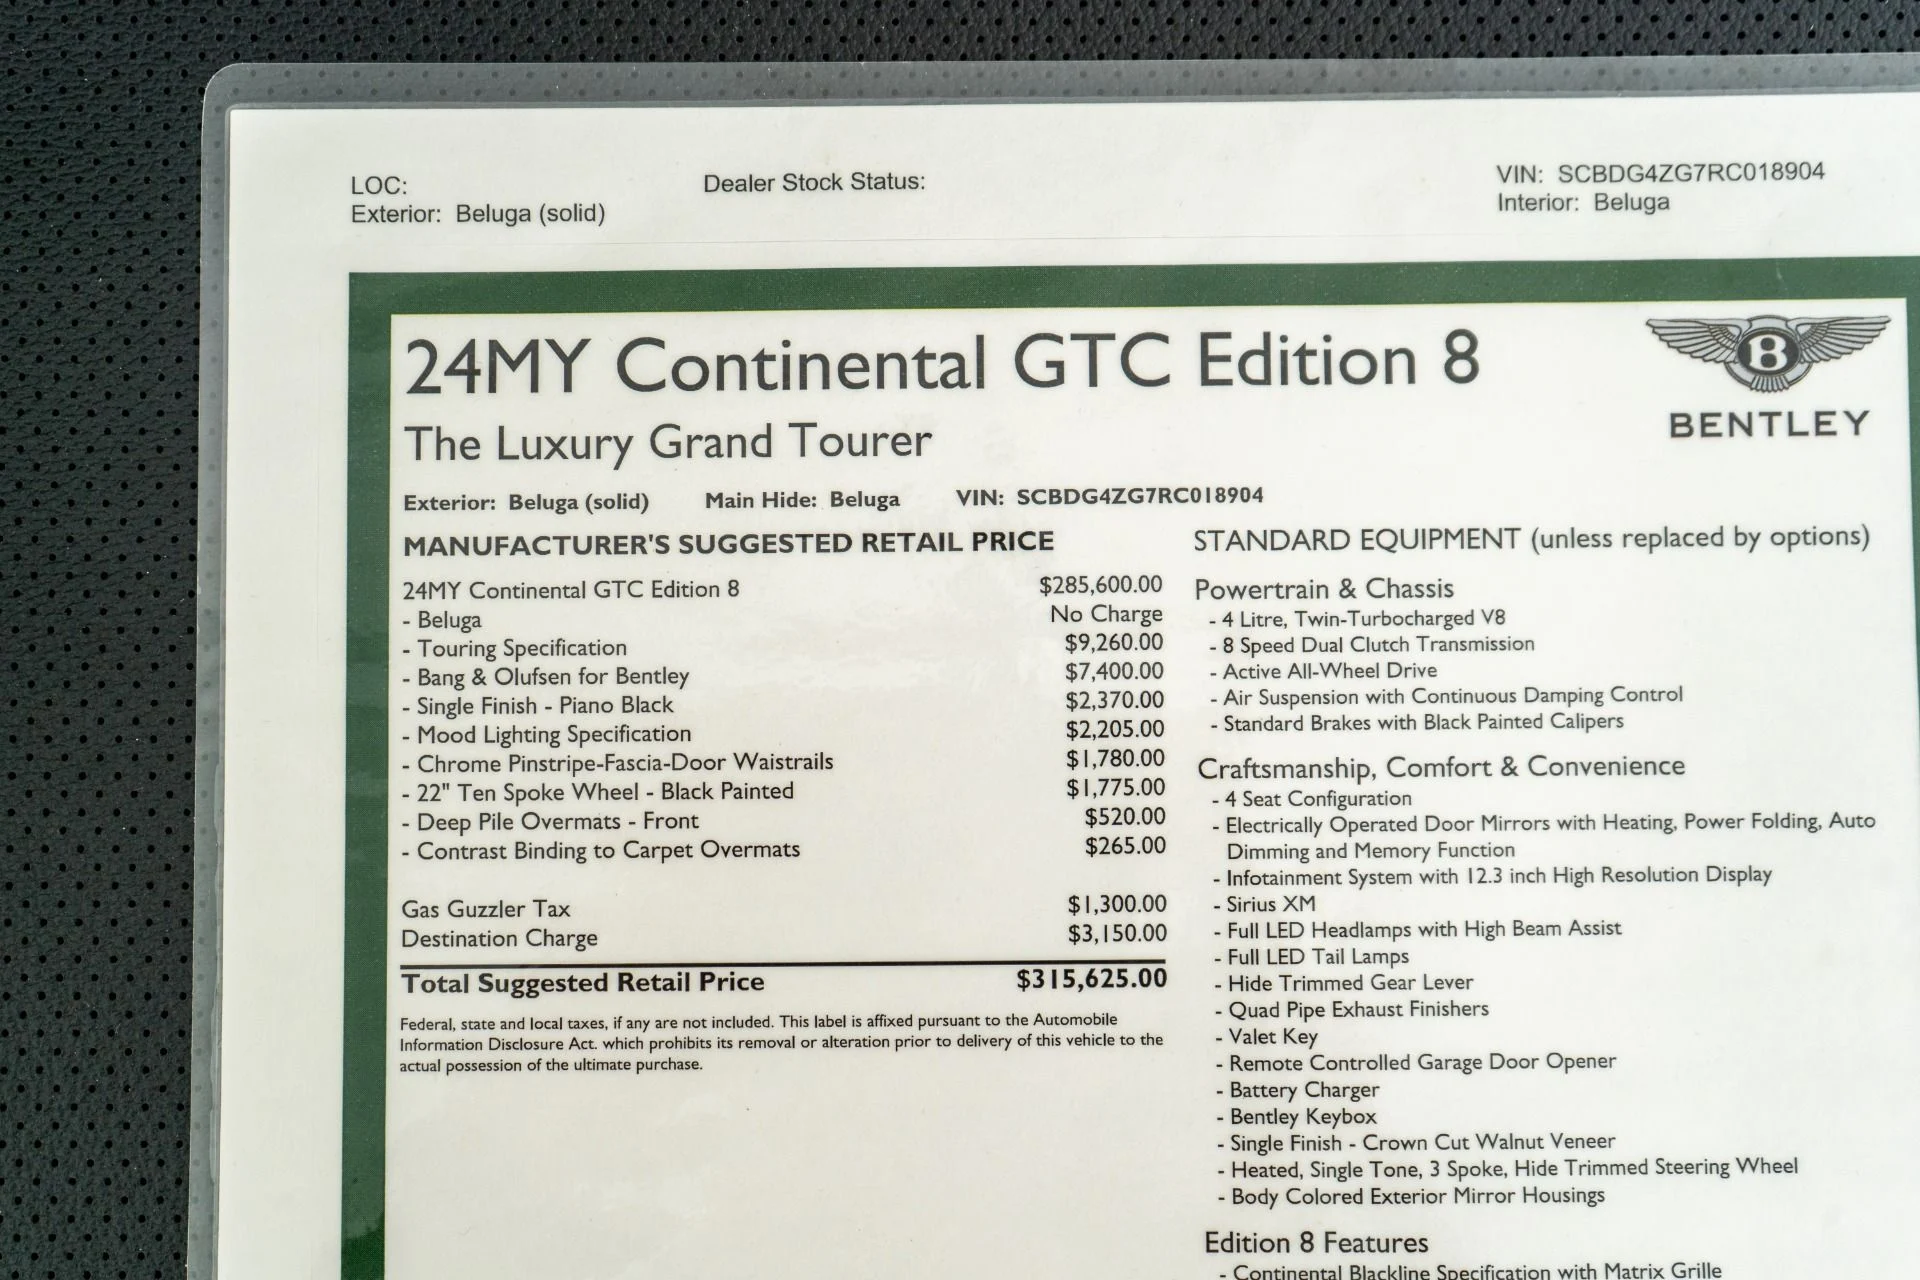 LOC:
Dealer Stock Status:
VIN: SCBDG4ZG7RC018904
Exterior: Beluga (solid)
Interior: Beluga
24MY Continental GTC Edition 8
B
BENTLEY
The Luxury Grand Tourer
Exterior: Beluga (solid) Main Hide: Beluga VIN: SCBDG4ZG7RC018904
MANUFACTURER'S SUGGESTED RETAIL PRICE
24MY Continental GTC Edition 8 $285,600.00
- Beluga No Charge
- Touring Specification $9,260.00
- Bang & Olufsen for Bentley $7,400.00
- Single Finish - Piano Black $2,370.00
- Mood Lighting Specification $2,205.00
- Chrome Pinstripe-Fascia-Door Waistrails $1,780.00
- 22" Ten Spoke Wheel - Black Painted $1,775.00
- Deep Pile Overmats - Front $520.00
- Contrast Binding to Carpet Overmats $265.00
Gas Guzzler Tax $1,300.00
Destination Charge $3,150.00
Total Suggested Retail Price $315,625.00
Federal, state and local taxes, if any are not included. This label is affixed pursuant to the Automobile
Information Disclosure Act. which prohibits its removal or alteration prior to delivery of this vehicle to the
actual possession of the ultimate purchase.
STANDARD EQUIPMENT (unless replaced by options)
Powertrain & Chassis
- 4 Litre, Twin-Turbocharged V8
- 8 Speed Dual Clutch Transmission
- Active All-Wheel Drive
- Air Suspension with Continuous Damping Control
- Standard Brakes with Black Painted Calipers
Craftsmanship, Comfort & Convenience
- 4 Seat Configuration
- Electrically Operated Door Mirrors with Heating, Power Folding, Auto
Dimming and Memory Function
- Infotainment System with 12.3 inch High Resolution Display
- Sirius XM
- Full LED Headlamps with High Beam Assist
- Full LED Tail Lamps
- Hide Trimmed Gear Lever
- Quad Pipe Exhaust Finishers
- Valet Key
- Remote Controlled Garage Door Opener
- Battery Charger
- Bentley Keybox
- Single Finish - Crown Cut Walnut Veneer
- Heated, Single Tone, 3 Spoke, Hide Trimmed Steering Wheel
- Body Colored Exterior Mirror Housings
Edition 8 Features
- Continental Blackline Specification with Matrix Grille